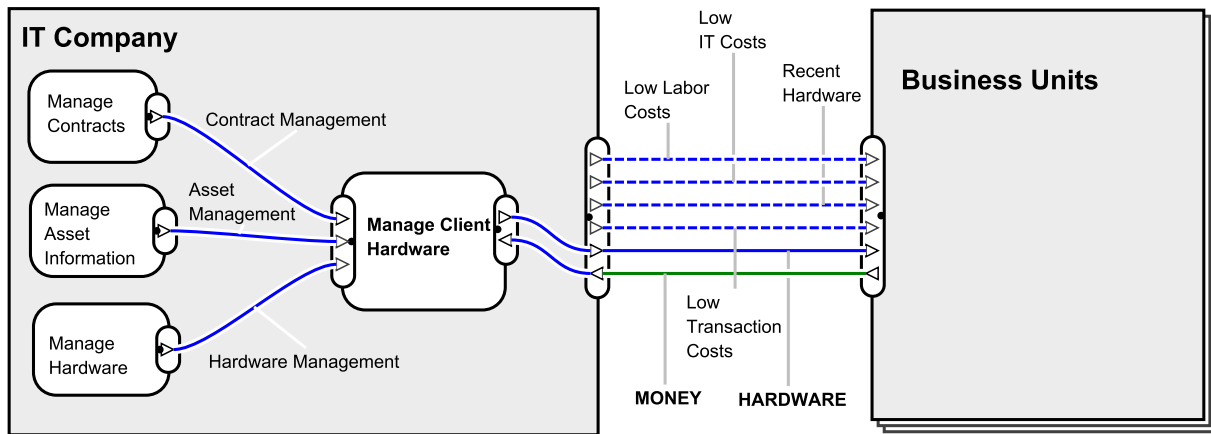 IT Company
Manage
Contracts
Contract Management
Manage
Asset
Information
Asset
Management
Manage
Hardware
Hardware Management
Manage Client
Hardware
Low
IT Costs
Low Labor
Costs
Recent
Hardware
Low
Transaction
Costs
MONEY
HARDWARE
Business Units